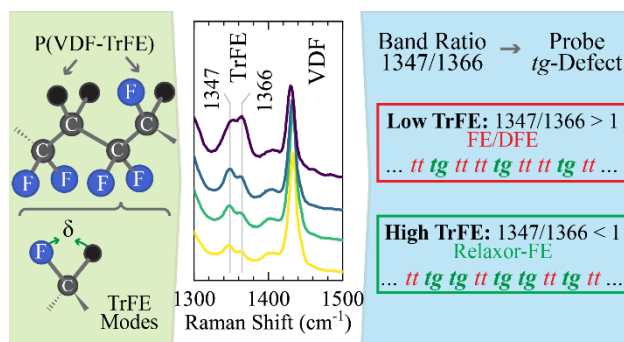 P(VDF-TrFE)
F
C
C
C
C
F
F
F
F
δ
F
C
TrFE
Modes
1347
TrFE
1366
VDF
1300
1400
1500
Raman Shift (cm⁻¹)
Band Ratio → Probe
1347/1366 tg-Defect
Low TrFE: 1347/1366 > 1
FE/DFE
... tt tg tt tt tg tt tt tg tt ...
High TrFE: 1347/1366 < 1
Relaxor-FE
... tt tg tg tt tg tg tt tg tt ...